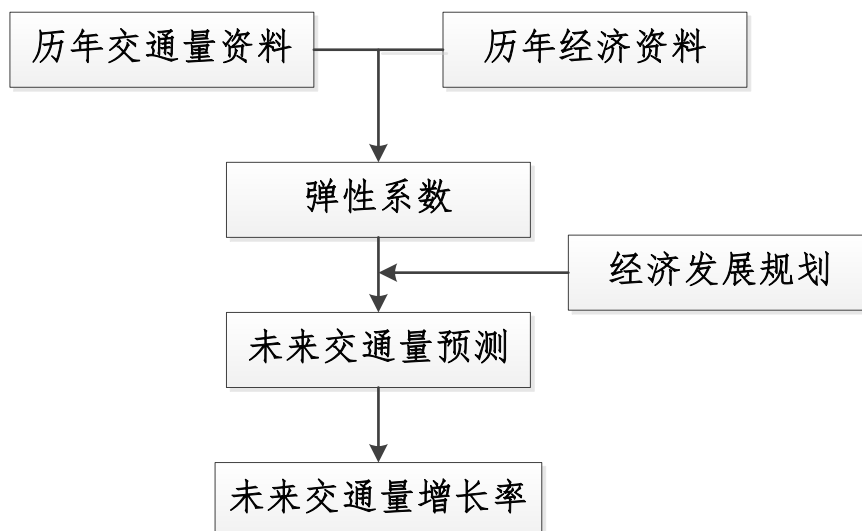 历年交通量资料
历年经济资料
弹性系数
经济发展规划
未来交通量预测
未来交通量增长率